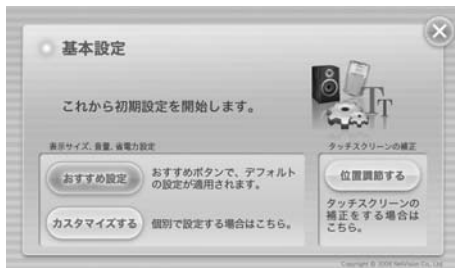 基本設定
これから初期設定を開始します。
表示サイズ、音量、省電力設定
おすすめ設定
おすすめボタンで、デフォルト
の設定が適用されます。
カスタマイズする
個別で設定する場合はこちら。
タッチスクリーンの補正
位置調節する
タッチスクリーンの
補正をする場合は
こちら。
Copyright © 2008 NetVision Co., Ltd